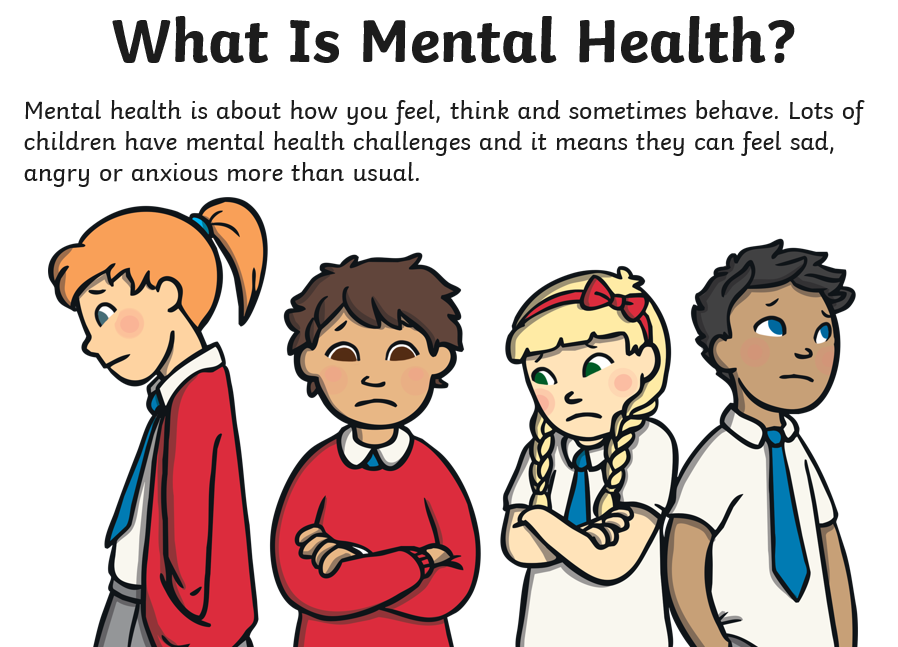 What Is Mental Health?
Mental health is about how you feel, think and sometimes behave. Lots of
children have mental health challenges and it means they can feel sad,
angry or anxious more than usual.